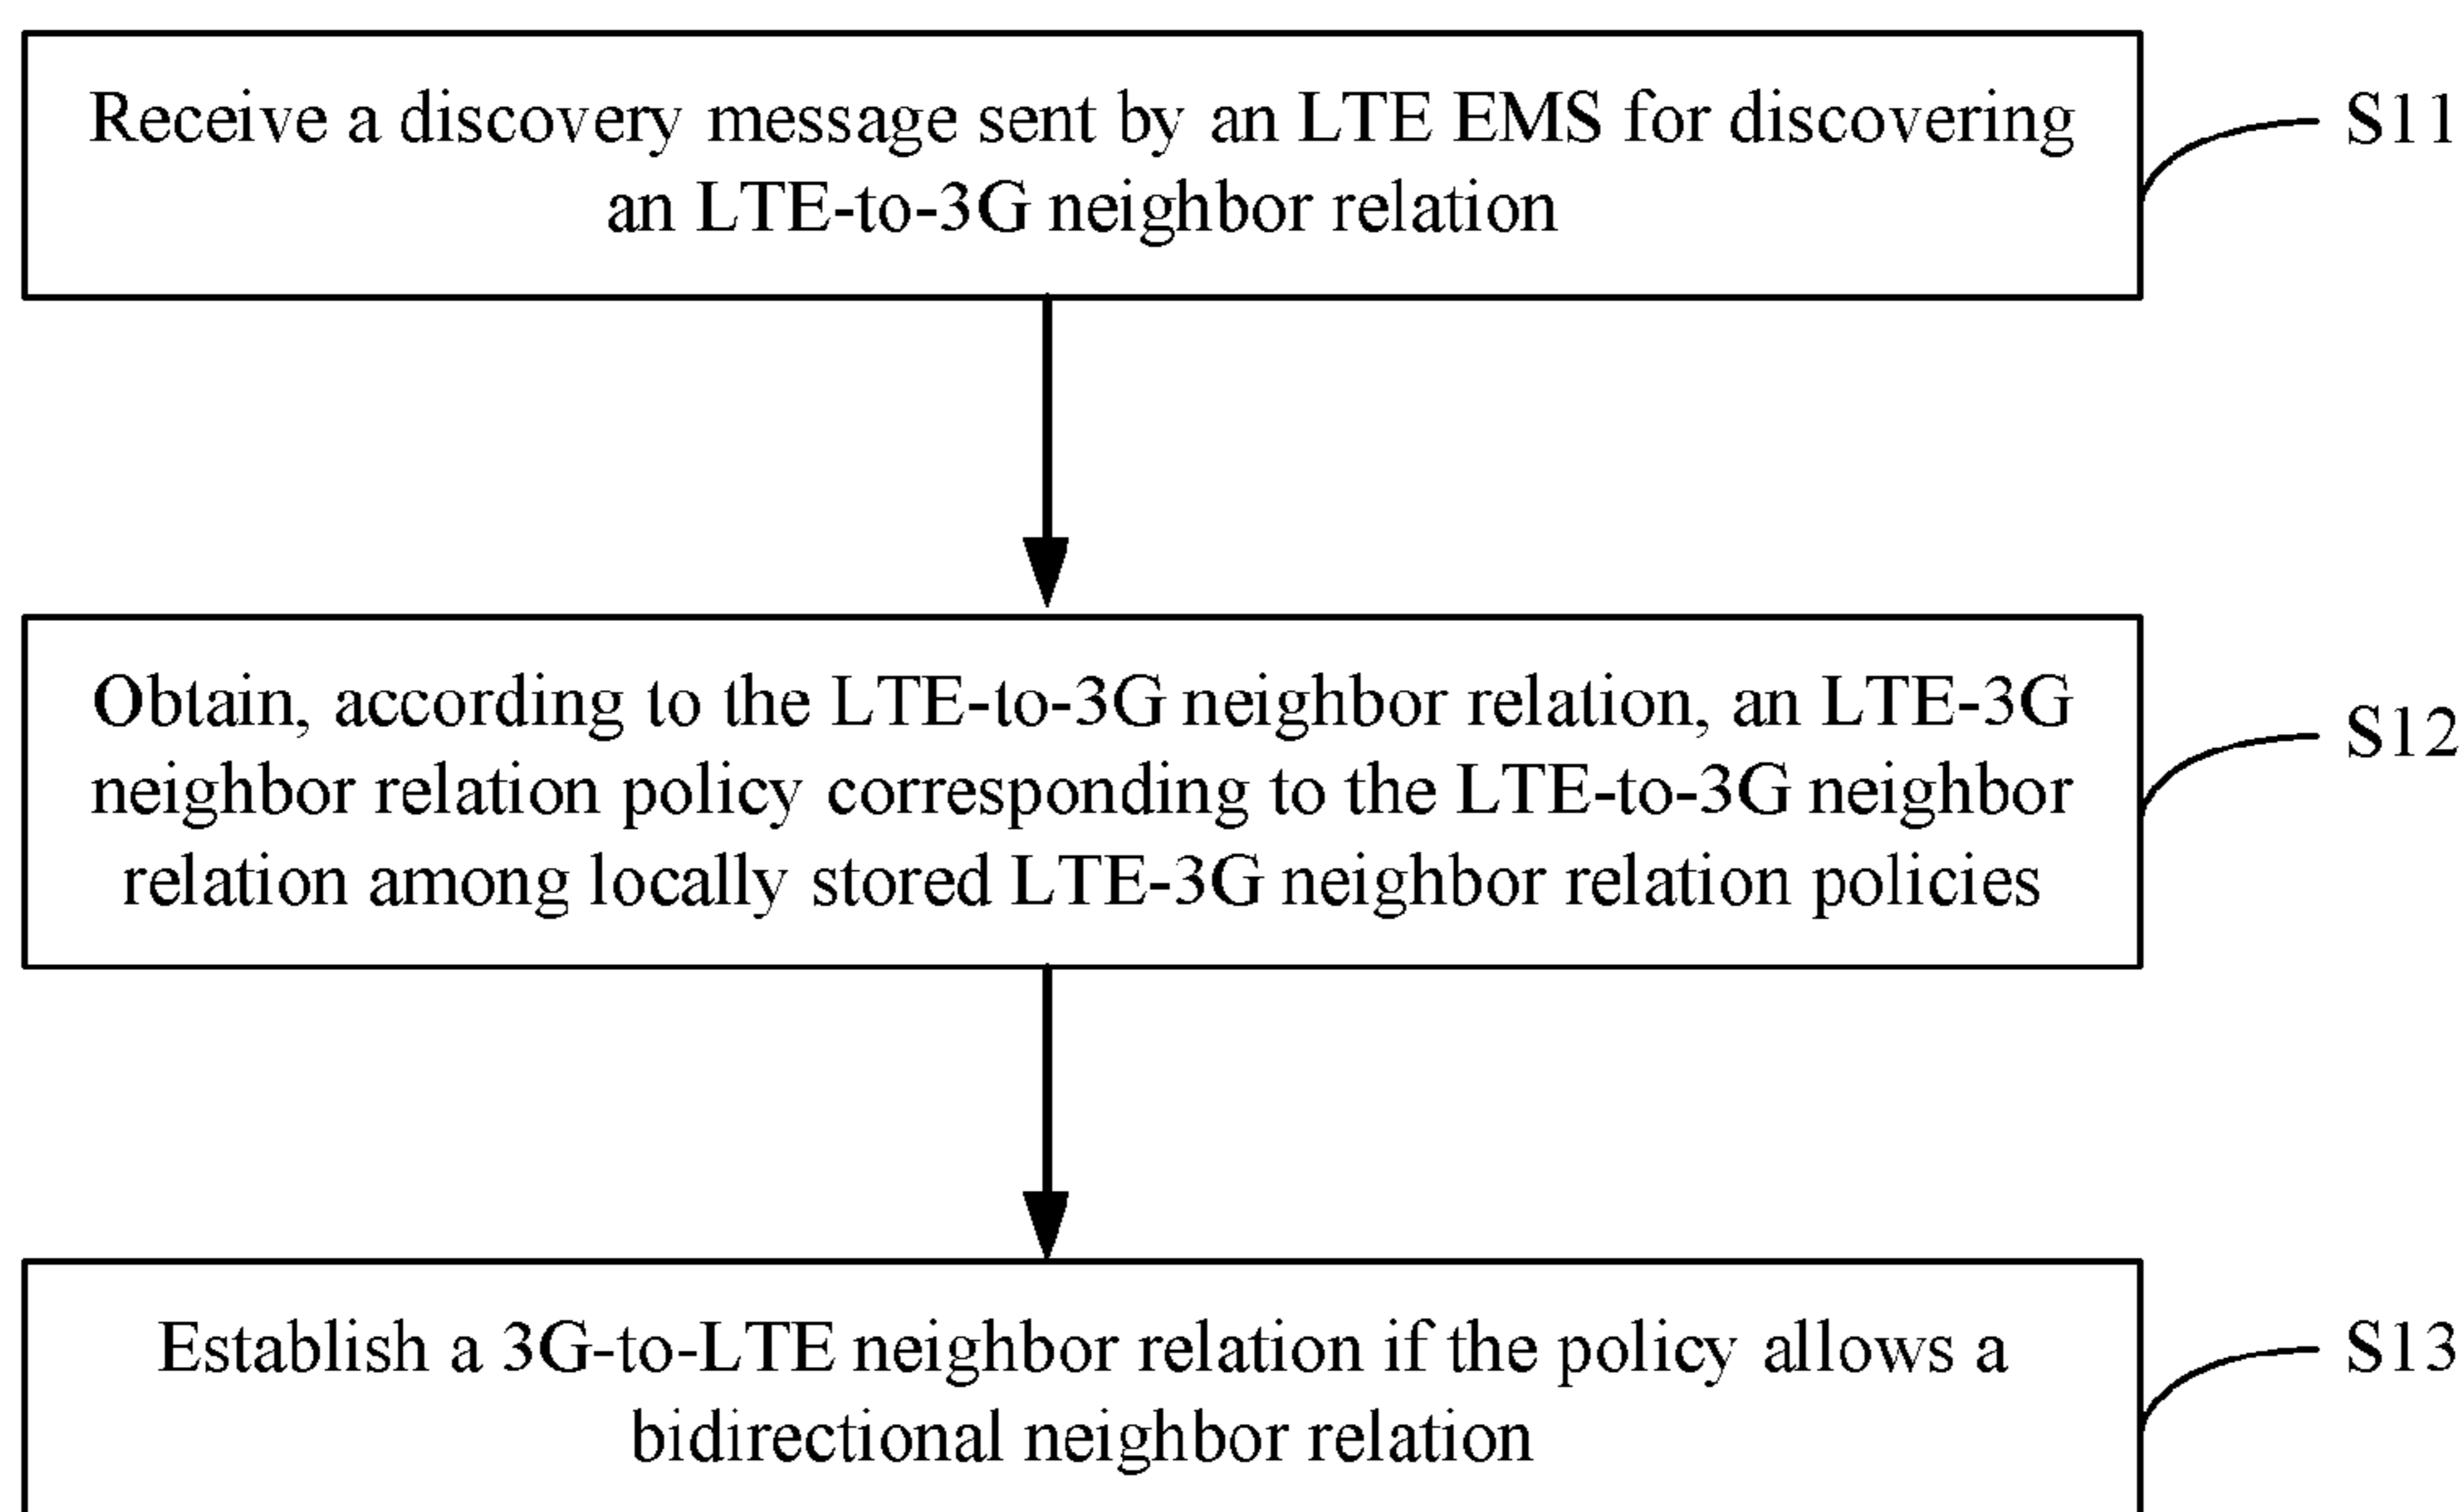 Receive a discovery message sent by an LTE EMS for discovering
an LTE-to-3G neighbor relation
S11
Obtain, according to the LTE-to-3G neighbor relation, an LTE-3G
neighbor relation policy corresponding to the LTE-to-3G neighbor
relation among locally stored LTE-3G neighbor relation policies
S12
Establish a 3G-to-LTE neighbor relation if the policy allows a
bidirectional neighbor relation
S13